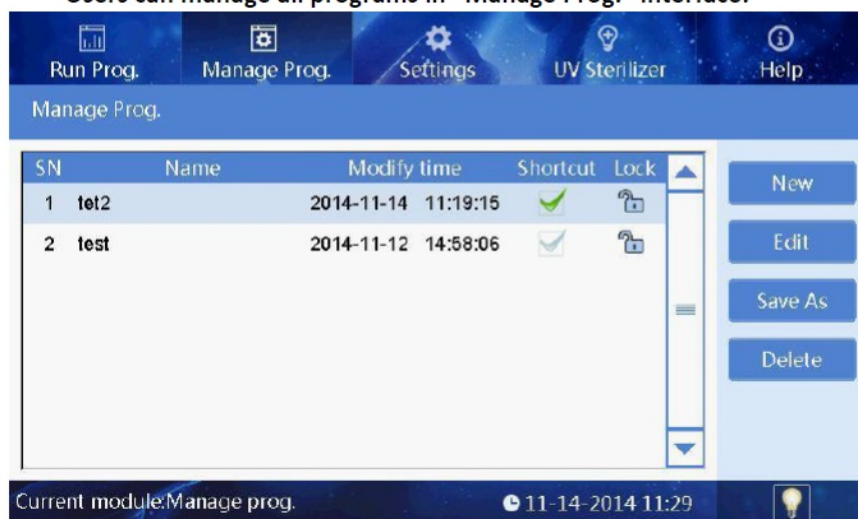 Users can manage all programs in "Manage Prog." interface.
Run Prog. Manage Prog. Settings UV Sterilizer Help
Manage Prog.
SN Name Modify time Shortcut Lock
1 tet2 2014-11-14 11:19:15
2 test 2014-11-12 14:58:06
New
Edit
Save As
Delete
Current module:Manage prog. 11-14-2014 11:29